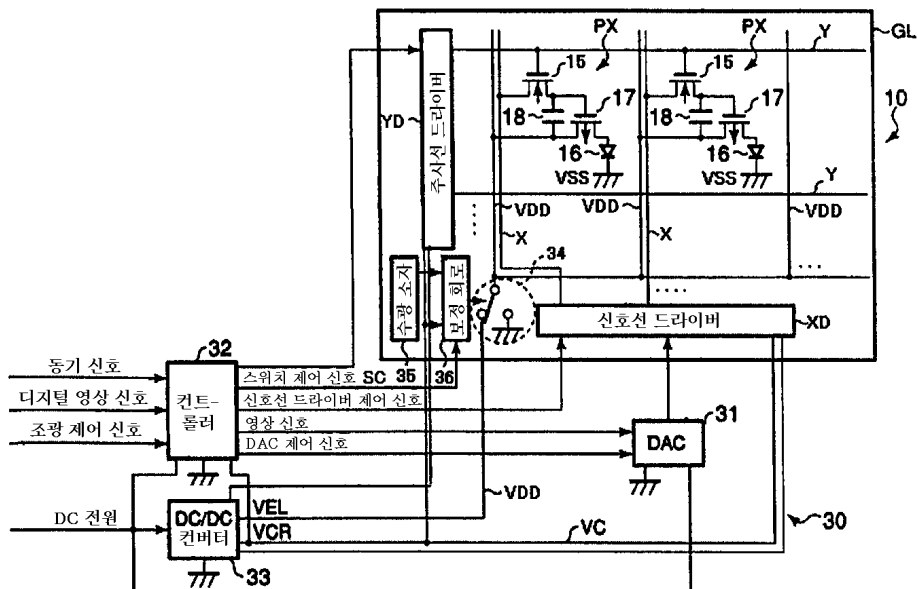 PX
PX
Y
GL
15
15
10
17
17
YD
주사선 드라이버
18
18
16
16
VSS
VSS
Y
VDD
VDD
VDD
X
X
34
수광 소자
보정 회로
신호선 드라이버
XD
32
35
36
동기 신호
스위치 제어 신호 SC
컨트-
롤러
디지털 영상 신호
신호선 드라이버 제어 신호
31
영상 신호
조광 제어 신호
DAC 제어 신호
DAC
VDD
VEL
DC 전원
DC/DC
컨버터
VCR
VC
30
33